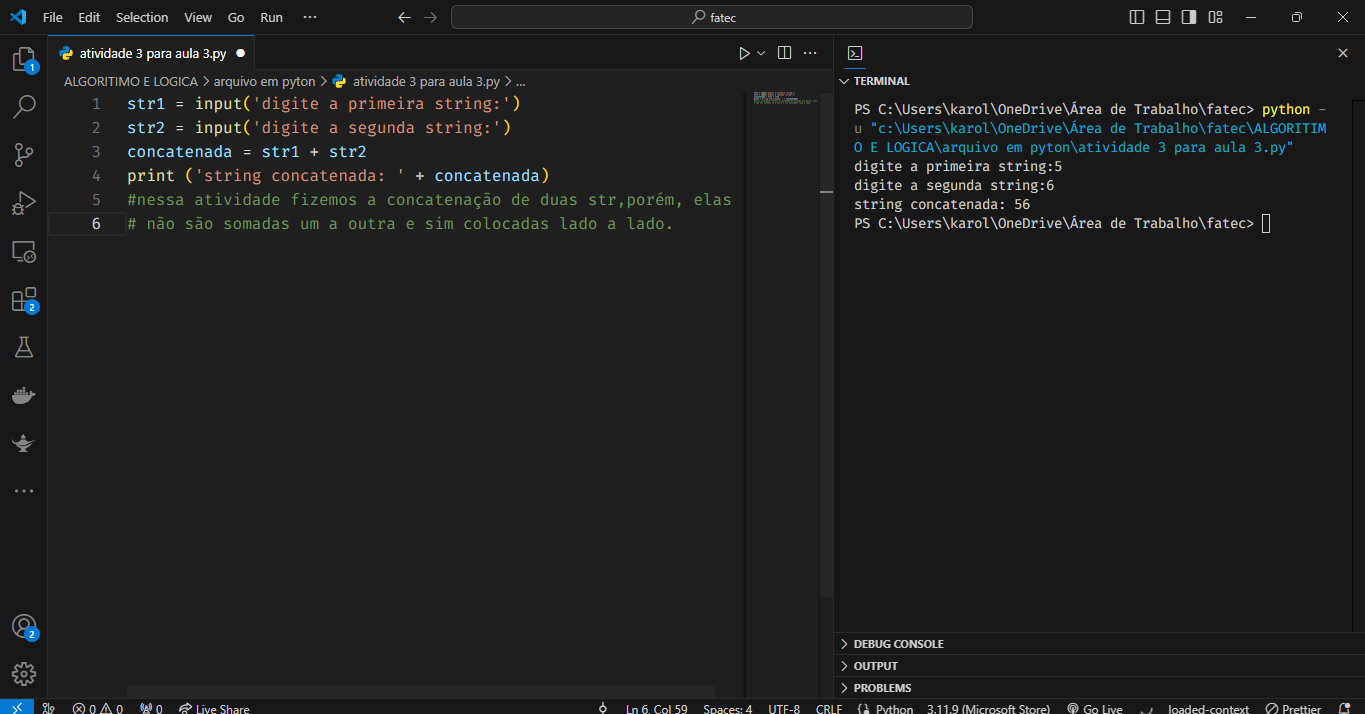 File Edit Selection View Go Run ···
fatec
atividade 3 para aula 3.py
ALGORITIMO E LOGICA > arquivo em pyton > atividade 3 para aula 3.py > ...
1 str1 = input('digite a primeira string:')
2 str2 = input('digite a segunda string:')
3 concatenada = str1 + str2
4 print ('string concatenada: ' + concatenada)
5 #nessa atividade fizemos a concatenação de duas str,porém, elas
6 # não são somadas um a outra e sim colocadas lado a lado.
1
2
2
TERMINAL
PS C:\Users\karol\OneDrive\Área de Trabalho\fatec> python -
u "c:\Users\karol\OneDrive\Área de Trabalho\fatec\ALGORITIM
O E LOGICA\arquivo em pyton\atividade 3 para aula 3.py"
digite a primeira string:5
digite a segunda string:6
string concatenada: 56
PS C:\Users\karol\OneDrive\Área de Trabalho\fatec>
DEBUG CONSOLE
OUTPUT
PROBLEMS
0 0 0 Live Share Ln 6, Col 59 Spaces: 4 UTF-8 CRLF Python 3.11.9 (Microsoft Store) Go Live loaded-context Prettier